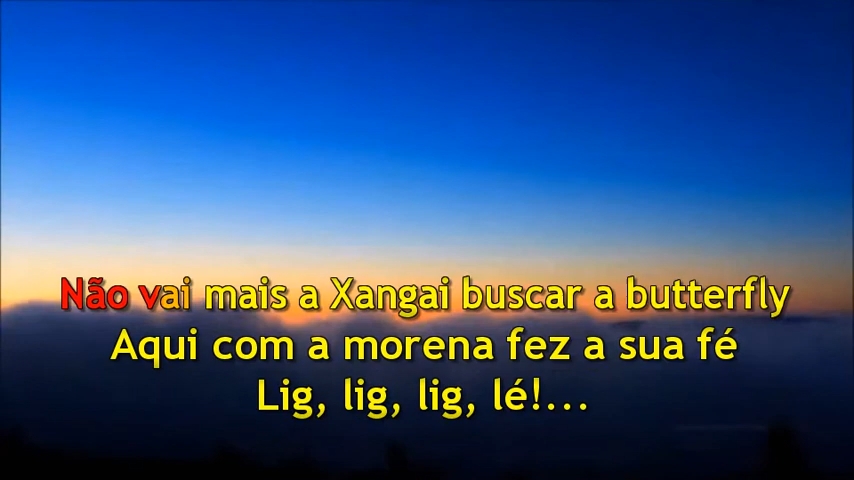 Não vai mais a Xangai buscar a butterfly
Aqui com a morena fez a sua fé
Lig, lig, lig, lé!...